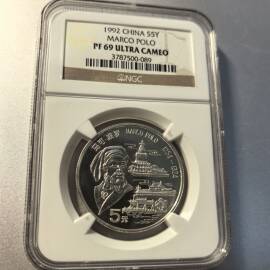 1992 CHINA S5Y
MARCO POLO
PF 69 ULTRA CAMEO
3787500-089
NGC
MARCO POLO
5元